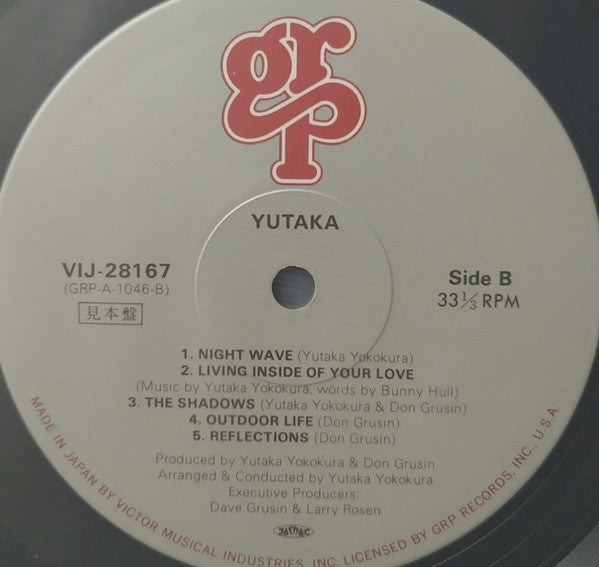 grp
YUTAKA
VIJ-28167
(GRP-A-1046-B)
見本盤
Side B
33 1/3 RPM
1. NIGHT WAVE (Yutaka Yokokura)
2. LIVING INSIDE OF YOUR LOVE
(Music by Yutaka Yokokura, words by Bunny Hull)
3. THE SHADOWS (Yutaka Yokokura & Don Grusin)
4. OUTDOOR LIFE (Don Grusin)
5. REFLECTIONS (Don Grusin)
Produced by Yutaka Yokokura & Don Grusin
Arranged & Conducted by Yutaka Yokokura
Executive Producers
Dave Grusin & Larry Rosen
JASRAC
MADE IN JAPAN BY VICTOR MUSICAL INDUSTRIES, INC. LICENSED BY GRP RECORDS, INC., U.S.A.